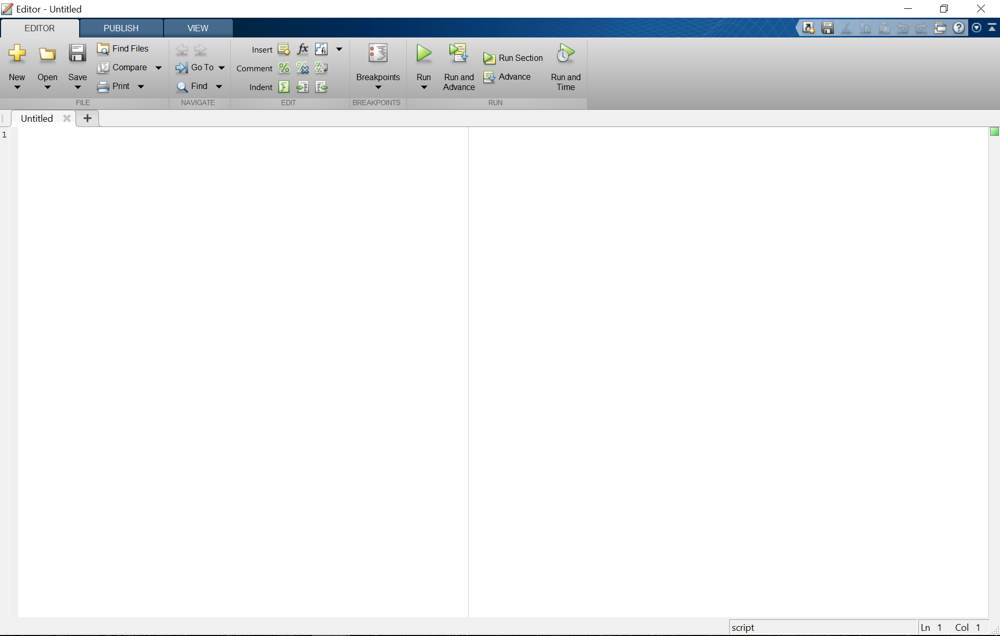 Editor - Untitled
EDITOR PUBLISH VIEW
New
Open
Save
Find Files
Compare
Print
FILE
Go To
Find
NAVIGATE
Insert fx fi
Comment % % %
Indent
EDIT
Breakpoints
BREAKPOINTS
Run
Run and
Advance
Run Section
Advance
Run and
Time
RUN
?
Untitled
1
script
Ln 1 Col 1